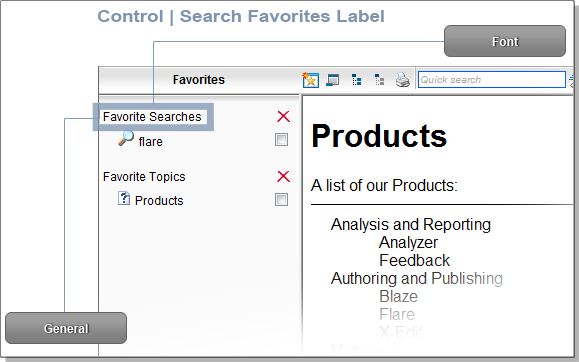 Control | Search Favorites Label
Font
Favorites
Quick search
Favorite Searches
flare
Favorite Topics
Products
General
Products
A list of our Products:
Analysis and Reporting
Analyzer
Feedback
Authoring and Publishing
Blaze
Flare
X-Edit